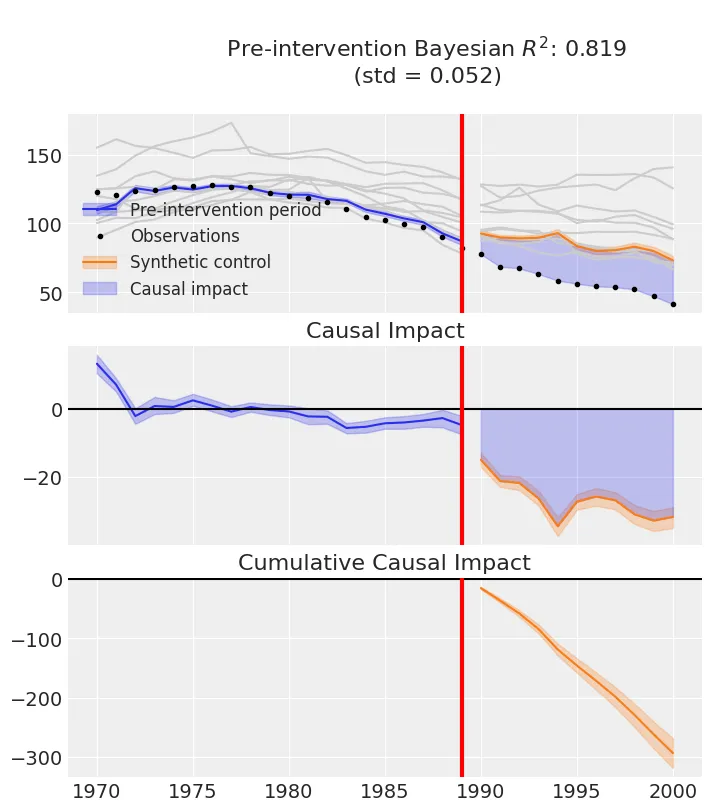 Pre-intervention Bayesian R²: 0.819
(std = 0.052)
150
100
50
Pre-intervention period
Observations
Synthetic control
Causal impact
Causal Impact
0
−20
Cumulative Causal Impact
0
−100
−200
−300
1970 1975 1980 1985 1990 1995 2000